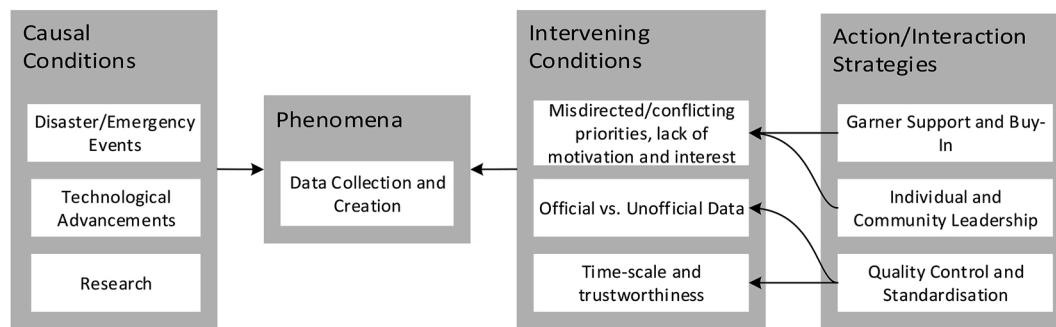 Causal
Conditions
Disaster/Emergency
Events
Technological
Advancements
Research
Phenomena
Data Collection and
Creation
Intervening
Conditions
Misdirected/conflicting
priorities, lack of
motivation and interest
Official vs. Unofficial Data
Time-scale and
trustworthiness
Action/Interaction
Strategies
Garner Support and Buy-
In
Individual and
Community Leadership
Quality Control and
Standardisation